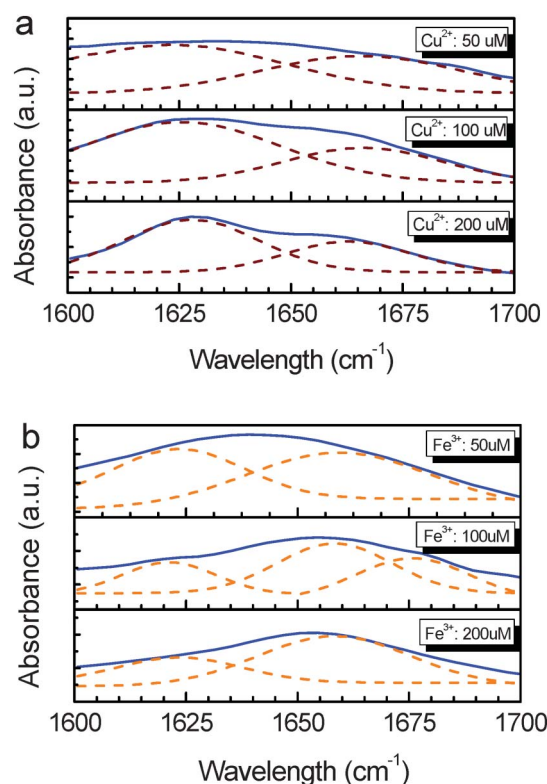 a
Cu²⁺: 50 uM
Cu²⁺: 100 uM
Cu²⁺: 200 uM
Absorbance (a.u.)
1600 1625 1650 1675 1700
Wavelength (cm⁻¹)
b
Fe³⁺: 50uM
Fe³⁺: 100uM
Fe³⁺: 200uM
Absorbance (a.u.)
1600 1625 1650 1675 1700
Wavelength (cm⁻¹)